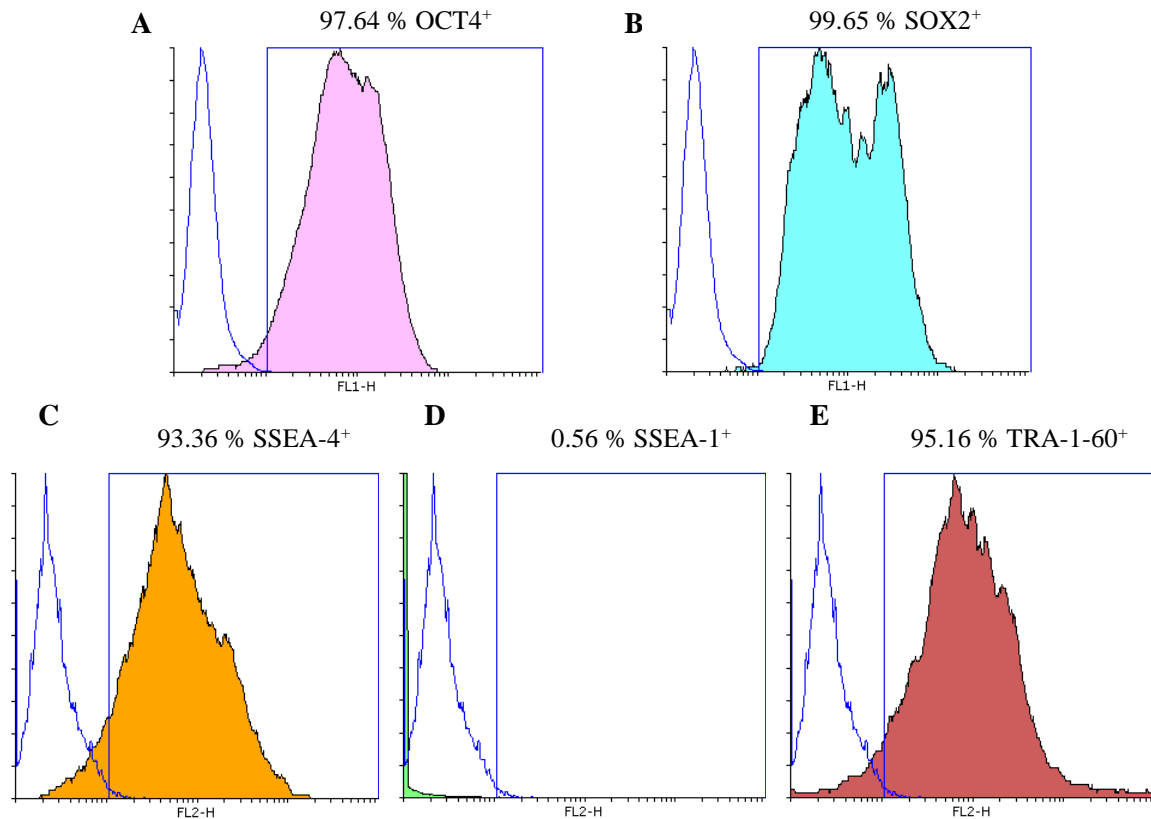 A
97.64 % OCT4⁺
B
99.65 % SOX2⁺
FL1-H
FL1-H
C
93.36 % SSEA-4⁺
D
0.56 % SSEA-1⁺
E
95.16 % TRA-1-60⁺
FL2-H
FL2-H
FL2-H